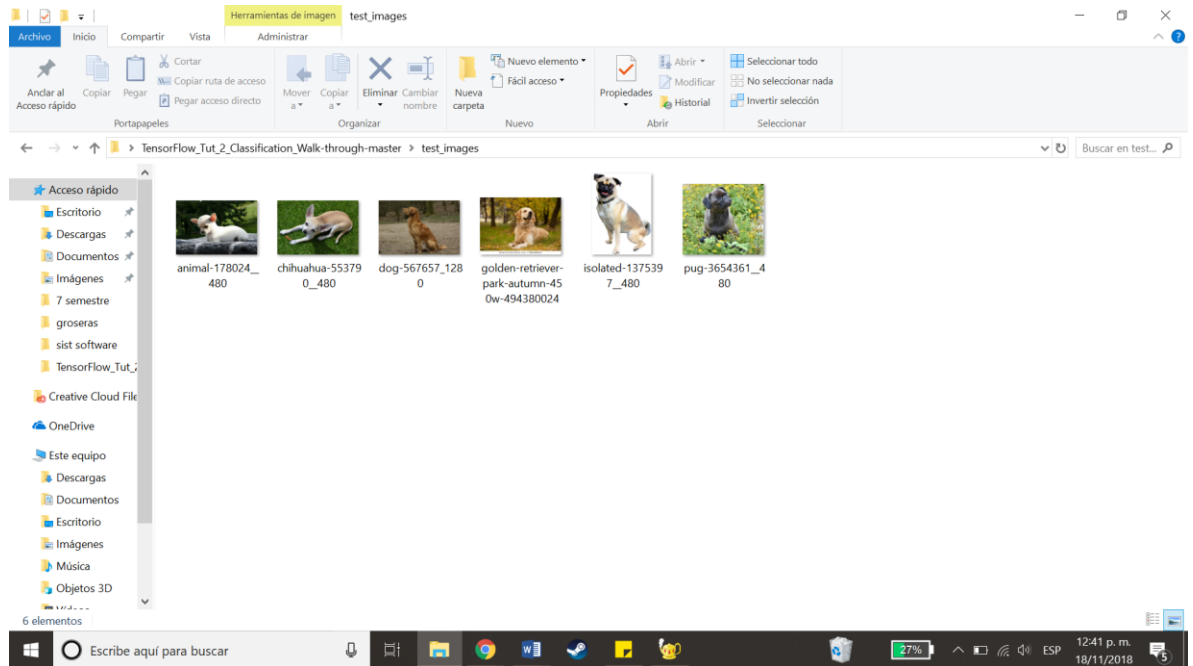 Herramientas de imagen
test_images
Archivo
Inicio
Compartir
Vista
Administrar
Anclar al
Acceso rápido
Copiar
Pegar
Cortar
Copiar ruta de acceso
Pegar acceso directo
Portapapeles
Mover
a
Copiar
a
Eliminar
Cambiar
nombre
Organizar
Nueva
carpeta
Nuevo elemento
Fácil acceso
Nuevo
Propiedades
Abrir
Modificar
Historial
Abrir
Seleccionar todo
No seleccionar nada
Invertir selección
Seleccionar
TensorFlow_Tut_2_Classification_Walk-through-master > test_images
Buscar en test...
Acceso rápido
Escritorio
Descargas
Documentos
Imágenes
7 semestre
groseras
sist software
TensorFlow_Tut_2
Creative Cloud File
OneDrive
Este equipo
Descargas
Documentos
Escritorio
Imágenes
Música
Objetos 3D
animal-178024__
480
chihuahua-55379
0__480
dog-567657_128
0
golden-retriever-
park-autumn-45
0w-494380024
isolated-137539
7__480
pug-3654361__4
80
6 elementos
Escribe aquí para buscar
27%
ESP
12:41 p. m.
18/11/2018
5